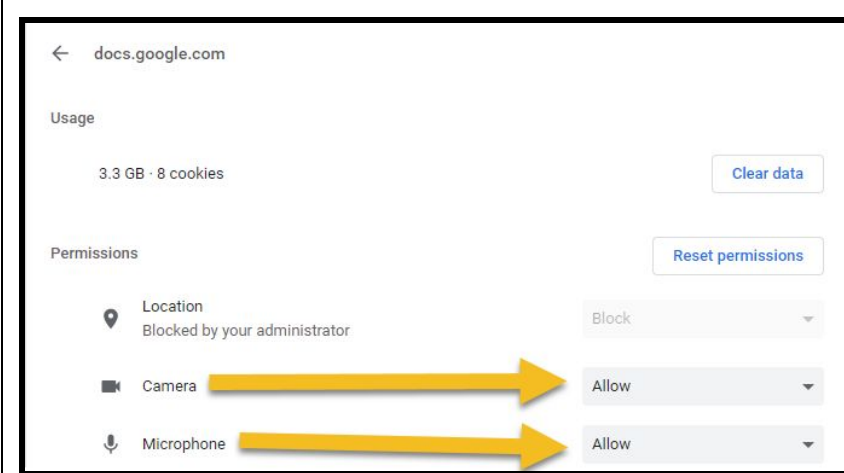 docs.google.com
Usage
3.3 GB · 8 cookies
Clear data
Permissions
Reset permissions
Location
Blocked by your administrator
Block
Camera
Allow
Microphone
Allow